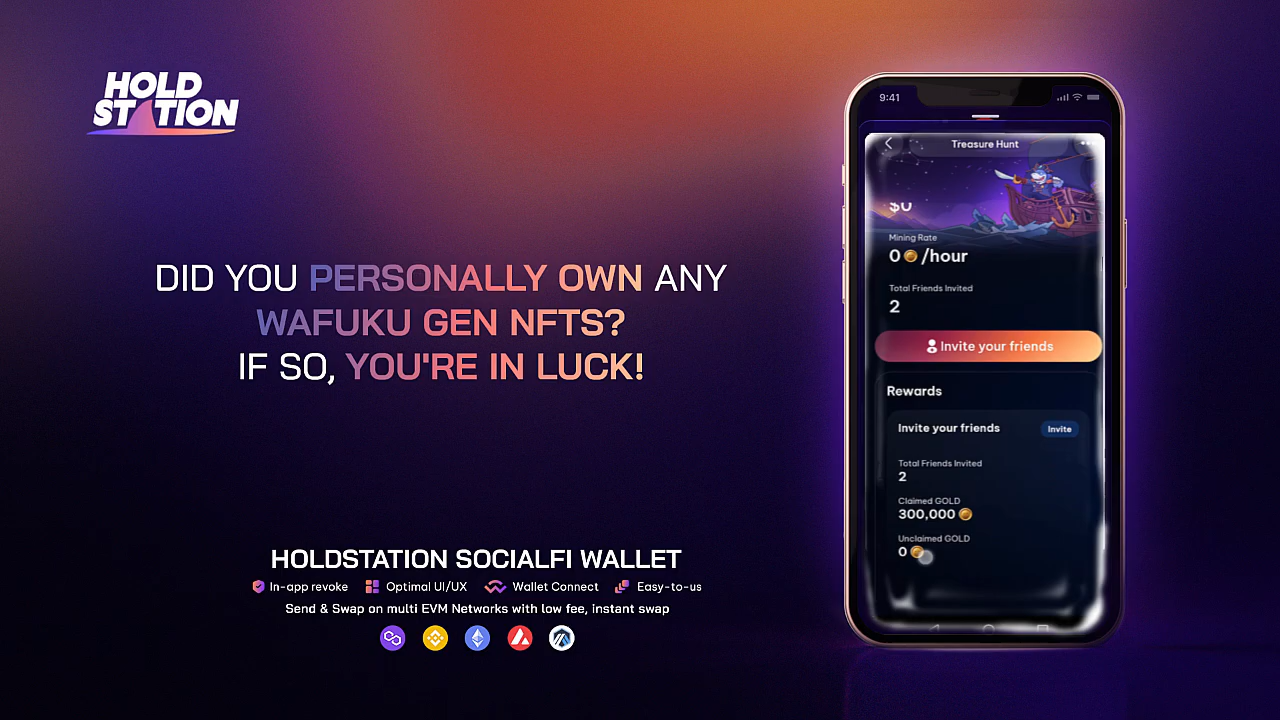 HOLD
STATION
DID YOU PERSONALLY OWN ANY
WAFUKU GEN NFTS?
IF SO, YOU'RE IN LUCK!
HOLDSTATION SOCIALFI WALLET
In-app revoke Optimal UI/UX Wallet Connect Easy-to-us
Send & Swap on multi EVM Networks with low fee, instant swap
9:41
Treasure Hunt
$0
Mining Rate
0 /hour
Total Friends Invited
2
Invite your friends
Rewards
Invite your friends Invite
Total Friends Invited
2
Claimed GOLD
300,000
Unclaimed GOLD
0